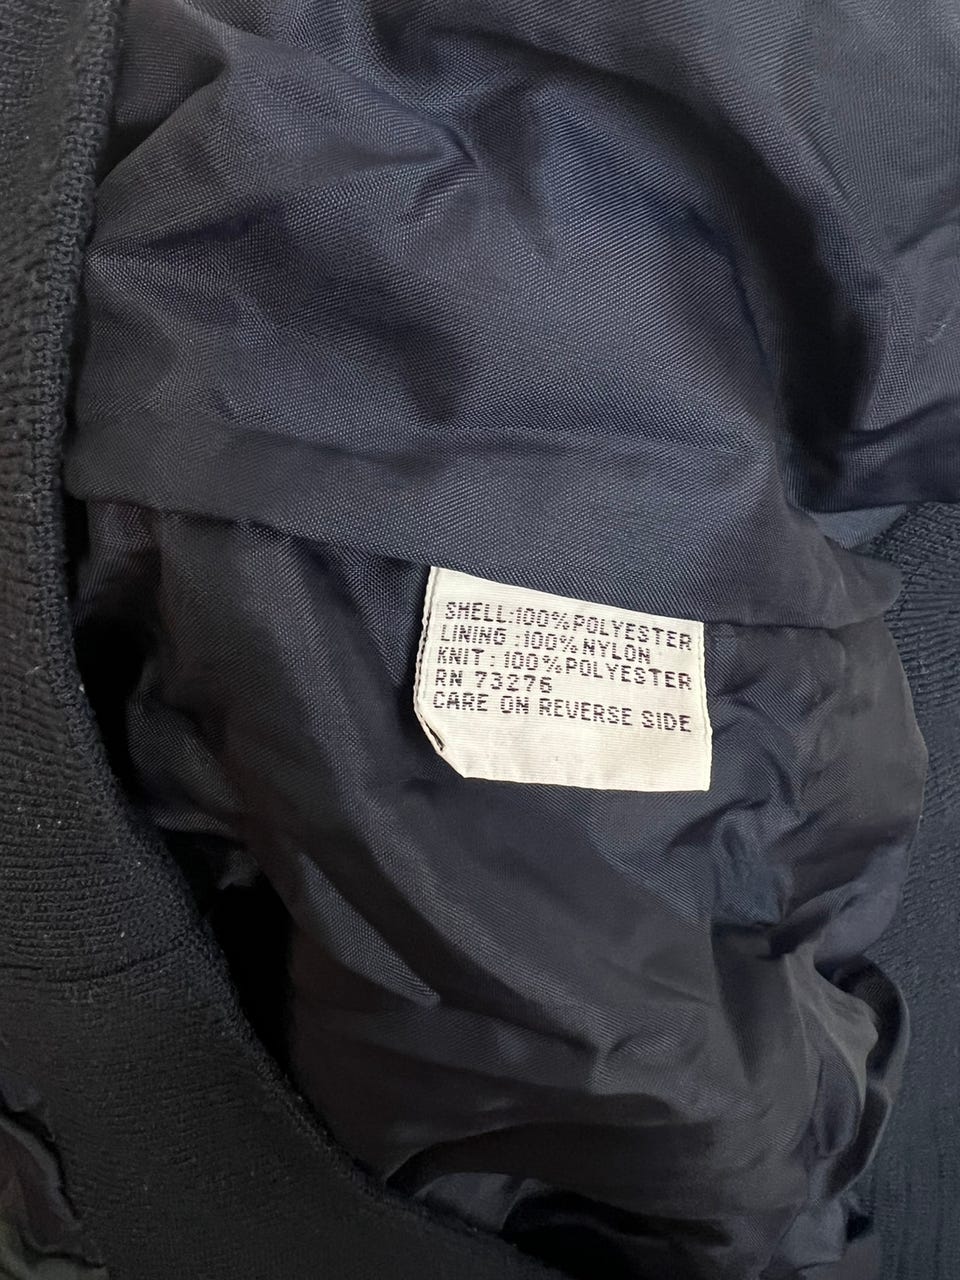 SHELL:100%POLYESTER
LINING :100%NYLON
KNIT : 100%POLYESTER
RN 73276
CARE ON REVERSE SIDE